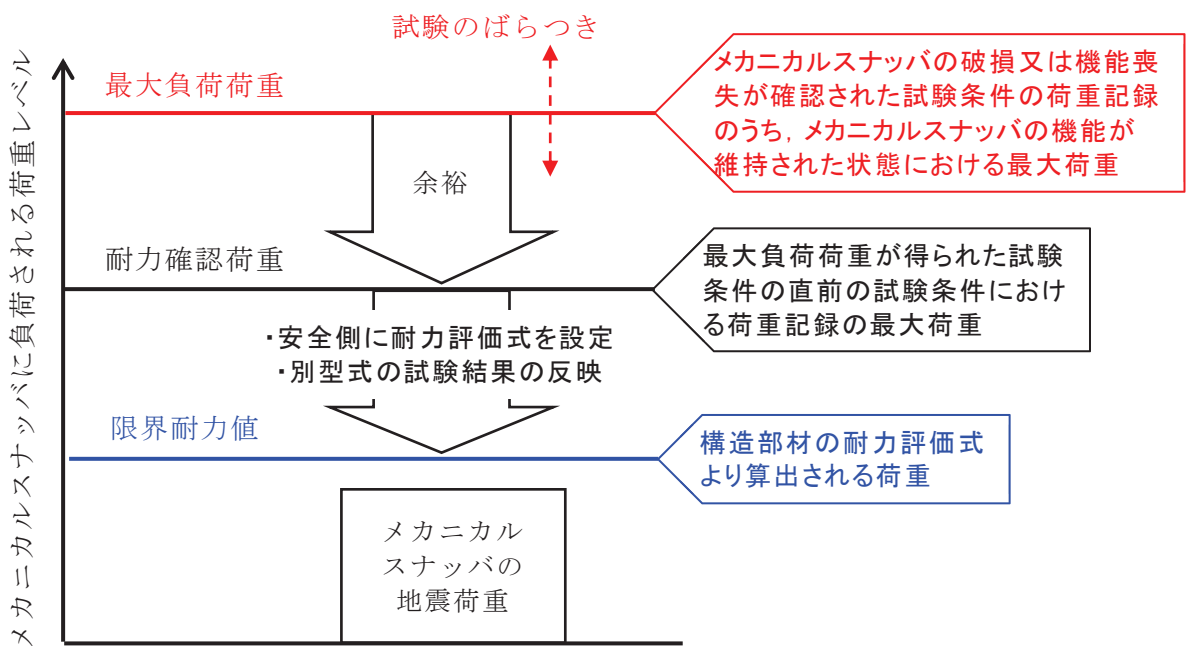 メカニカルスナッバに負荷される荷重レベル
試験のばらつき
最大負荷荷重
メカニカルスナッバの破損又は機能喪
失が確認された試験条件の荷重記録
のうち，メカニカルスナッバの機能が
維持された状態における最大荷重
余裕
耐力確認荷重
最大負荷荷重が得られた試験
条件の直前の試験条件におけ
る荷重記録の最大荷重
・安全側に耐力評価式を設定
・別型式の試験結果の反映
限界耐力値
構造部材の耐力評価式
より算出される荷重
メカニカル
スナッバの
地震荷重